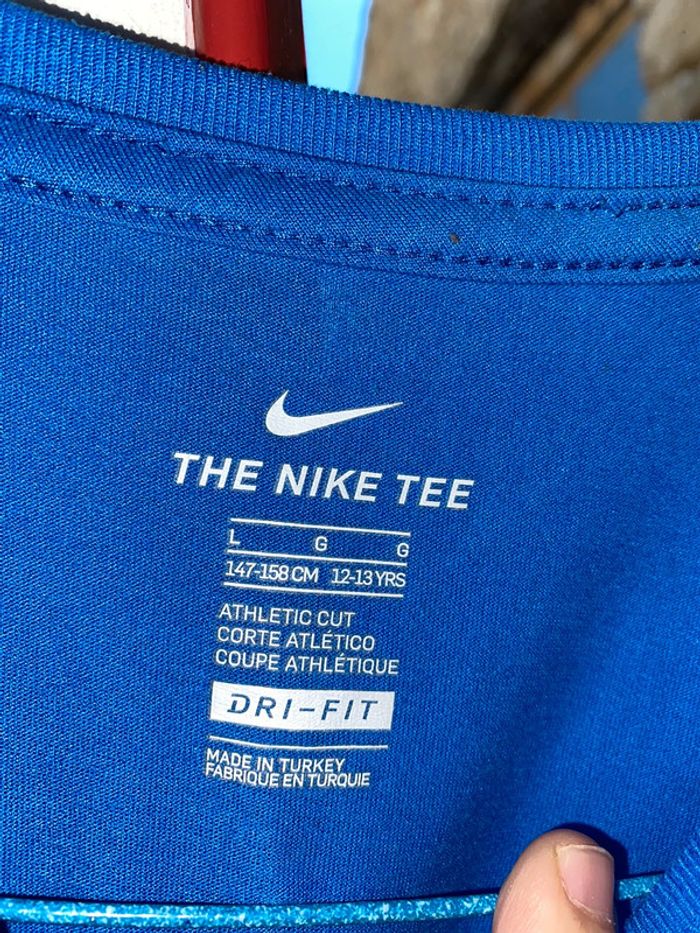 THE NIKE TEE
L G G
147-158 CM 12-13 YRS
ATHLETIC CUT
CORTE ATLÉTICO
COUPE ATHLÉTIQUE
DRI-FIT
MADE IN TURKEY
FABRIQUE EN TURQUIE